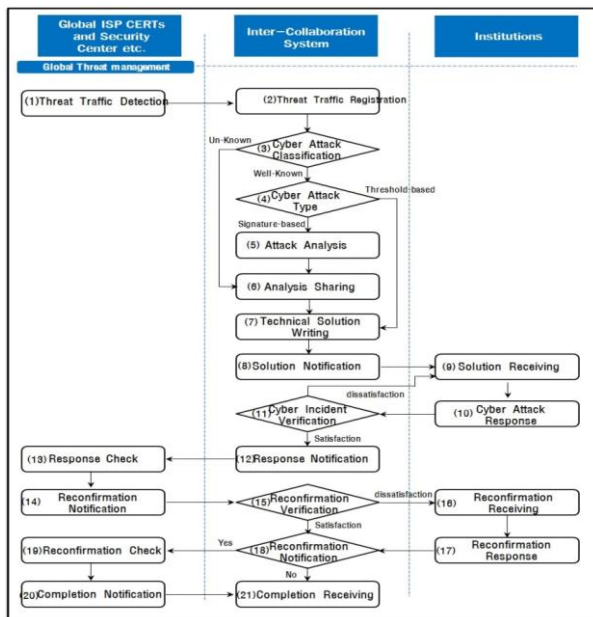 Global ISP CERTs
and Security
Center etc.
Inter-Collaboration
System
Institutions
Global Threat management
(1)Threat Traffic Detection
(2)Threat Traffic Registration
Un-Known
(3) Cyber Attack
Classification
Well-Known
Threshold-based
(4)Cyber Attack
Type
Signature-based
(5) Attack Analysis
(6) Analysis Sharing
(7) Technical Solution
Writing
(8)Solution Notification
(9) Solution Receiving
dissatisfaction
(11)Cyber Incident
Verification
(10) Cyber Attack
Response
Satisfaction
(13) Response Check
(12)Response Notification
(14) Reconfirmation
Notification
(15)Reconfirmation
Verification
dissatisfaction
(16) Reconfirmation
Receiving
Satisfaction
(19)Reconfirmation Check
Yes
(18)Reconfirmation
Notification
(17) Reconfirmation
Response
No
(20)Completion Notification
(21)Completion Receiving